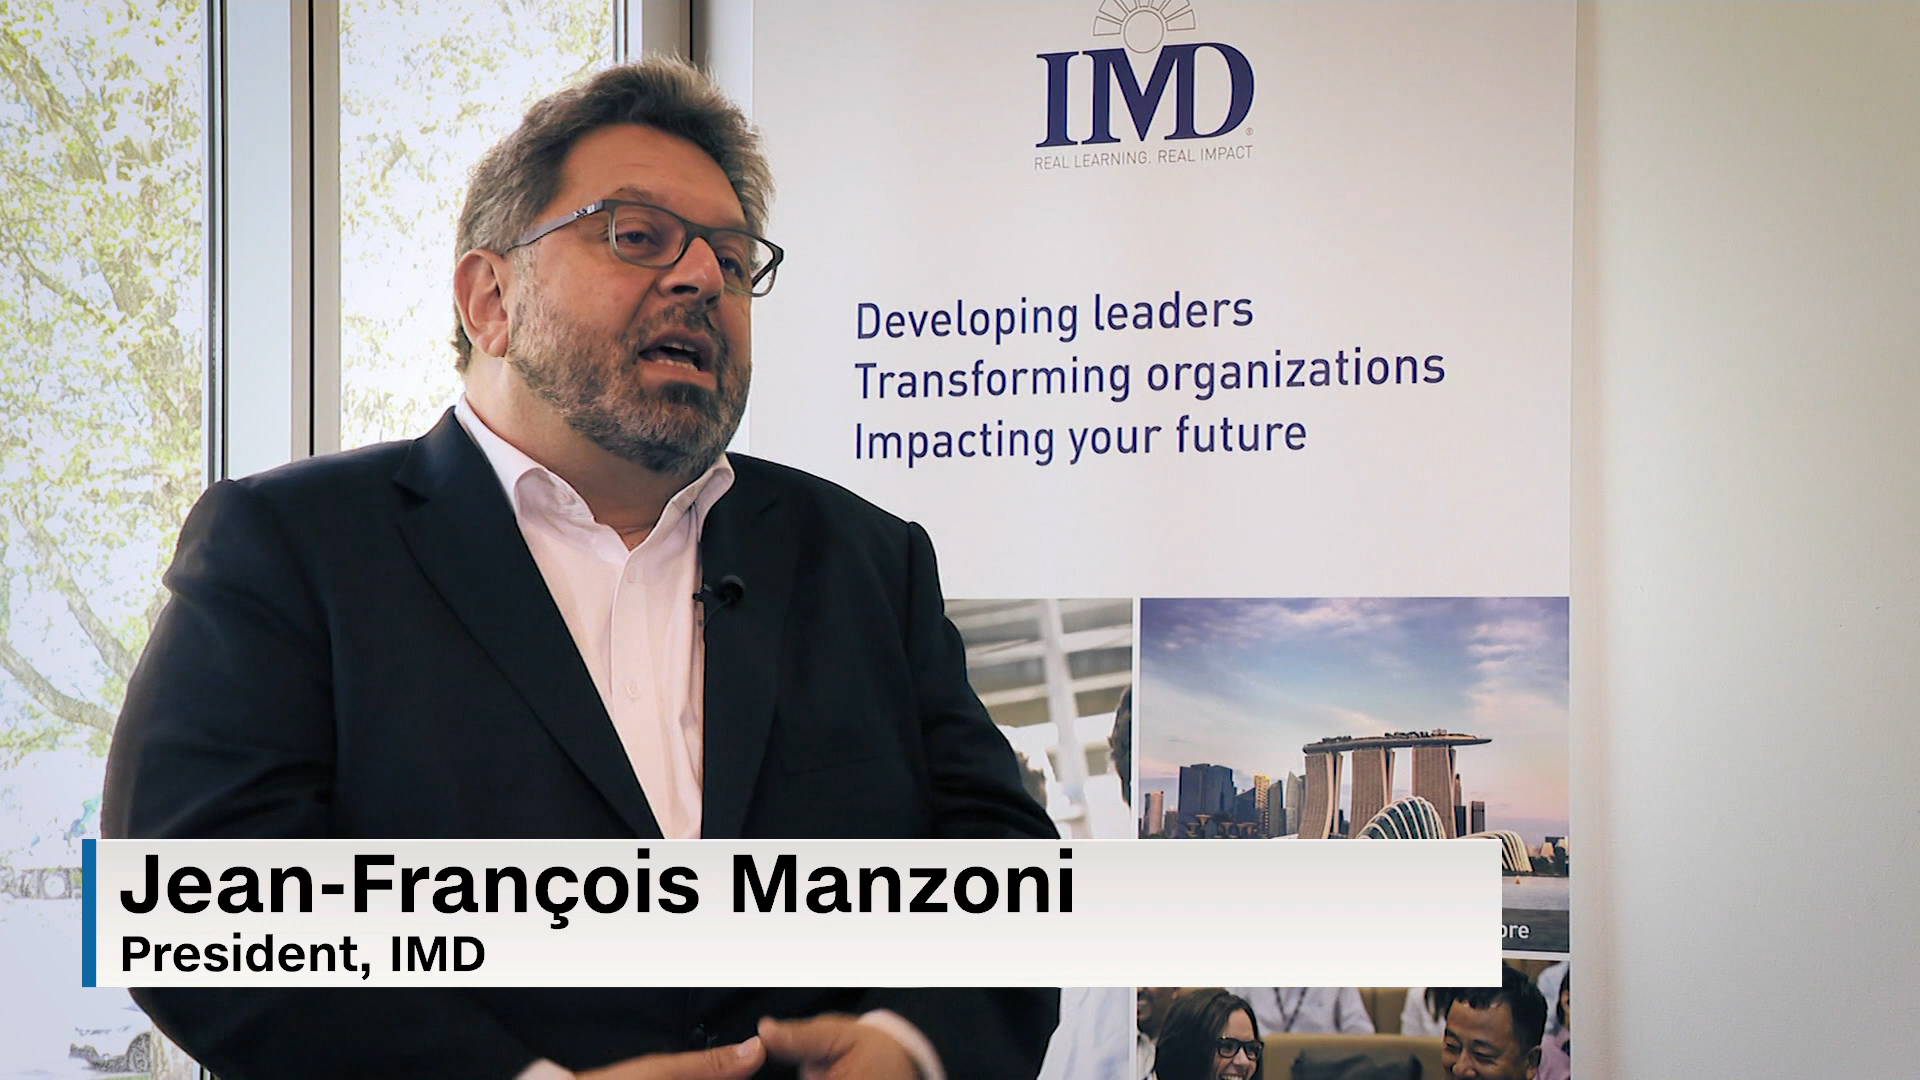 IMD
REAL LEARNING. REAL IMPACT
Developing leaders
Transforming organizations
Impacting your future
Jean-François Manzoni
President, IMD